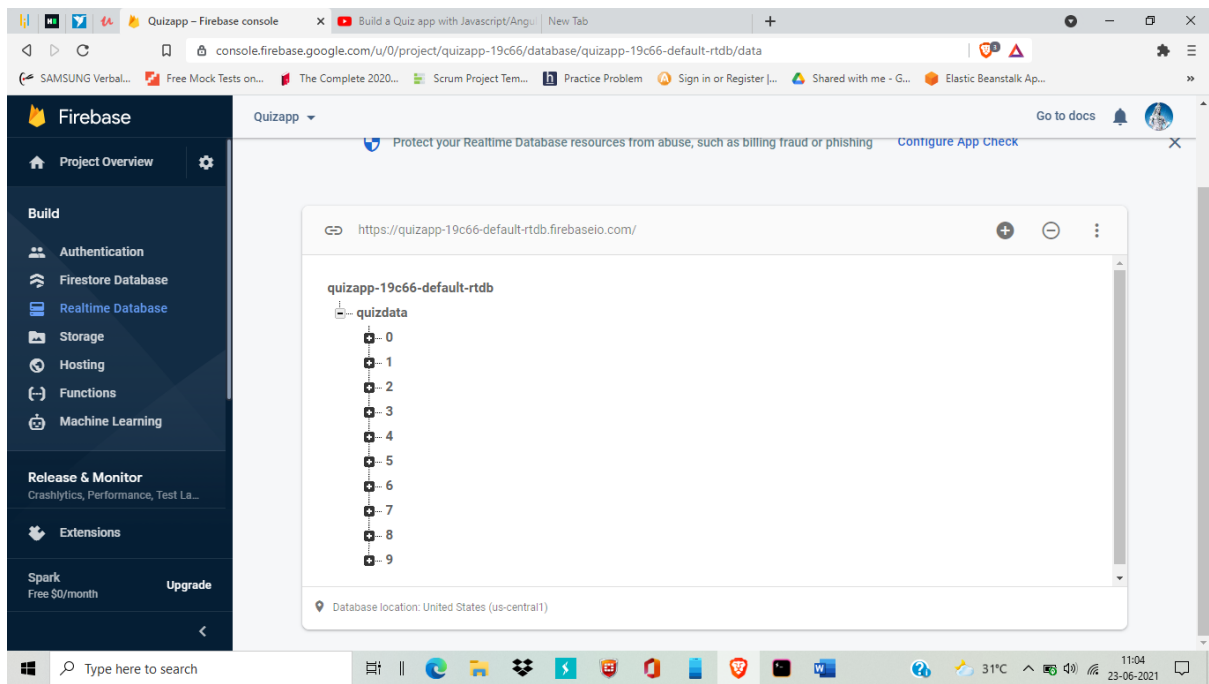 Quizapp – Firebase console
Build a Quiz app with Javascript/Angu
New Tab
console.firebase.google.com/u/0/project/quizapp-19c66/database/quizapp-19c66-default-rtdb/data
SAMSUNG Verbal...
Free Mock Tests on...
The Complete 2020...
Scrum Project Tem...
Practice Problem
Sign in or Register |...
Shared with me - G...
Elastic Beanstalk Ap...
Firebase
Quizapp
Go to docs
Protect your Realtime Database resources from abuse, such as billing fraud or phishing
Configure App Check
Project Overview
Build
Authentication
Firestore Database
Realtime Database
Storage
Hosting
Functions
Machine Learning
Release & Monitor
Crashlytics, Performance, Test La...
Extensions
Spark
Free $0/month
Upgrade
https://quizapp-19c66-default-rtdb.firebaseio.com/
quizapp-19c66-default-rtdb
quizdata
0
1
2
3
4
5
6
7
8
9
Database location: United States (us-central1)
Type here to search
31°C
11:04
23-06-2021